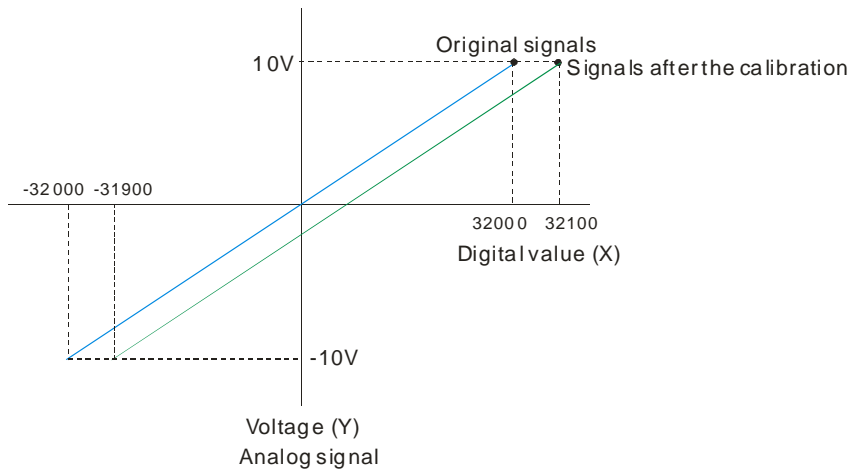 Original signals
10V
Signals after the calibration
-32000 -31900
32000 32100
Digital value (X)
-10V
Voltage (Y)
Analog signal